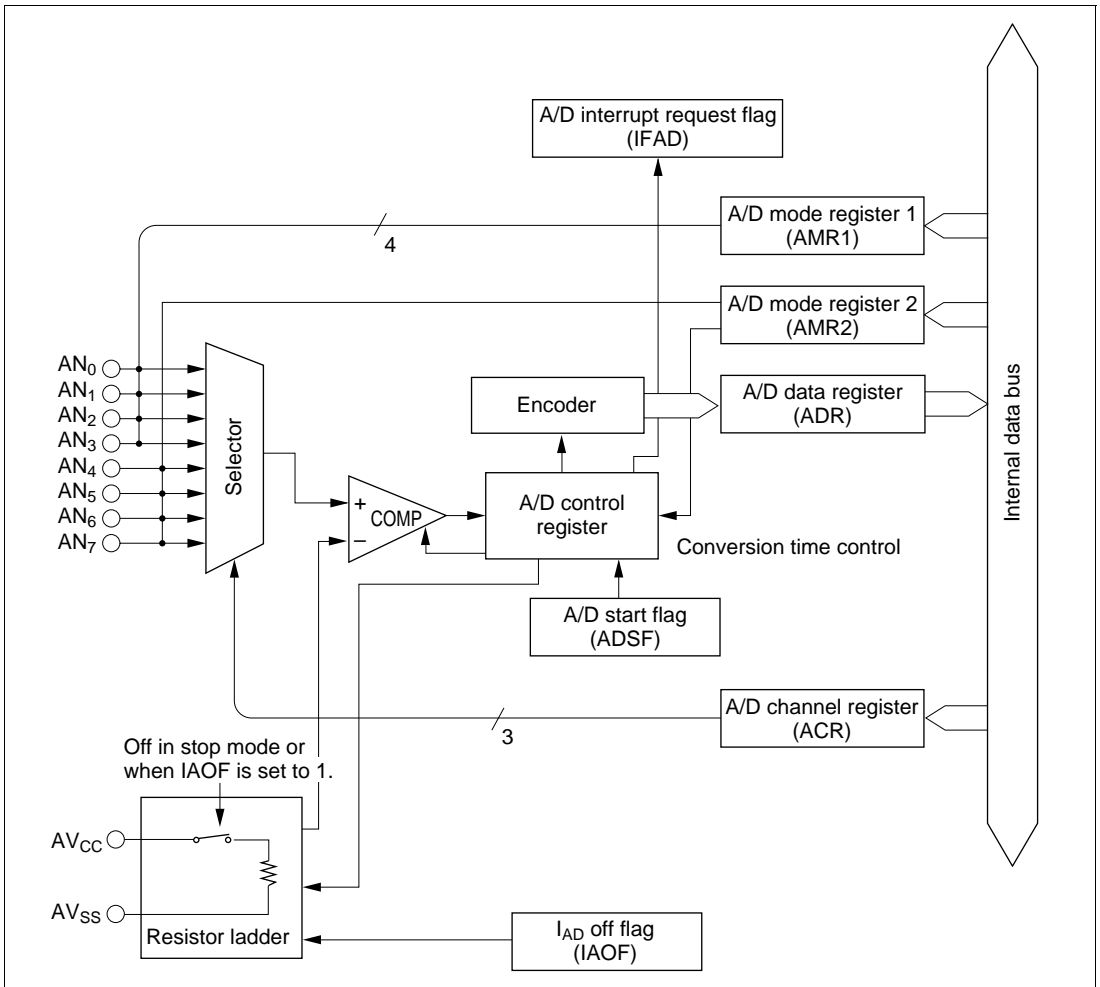 A/D interrupt request flag
(IFAD)
A/D mode register 1
(AMR1)
4
A/D mode register 2
(AMR2)
AN0
AN1
AN2
AN3
AN4
AN5
AN6
AN7
Selector
Encoder
A/D data register
(ADR)
Internal data bus
+
COMP
–
A/D control
register
Conversion time control
A/D start flag
(ADSF)
A/D channel register
(ACR)
3
Off in stop mode or
when IAOF is set to 1.
AVCC
AVSS
Resistor ladder
IAD off flag
(IAOF)